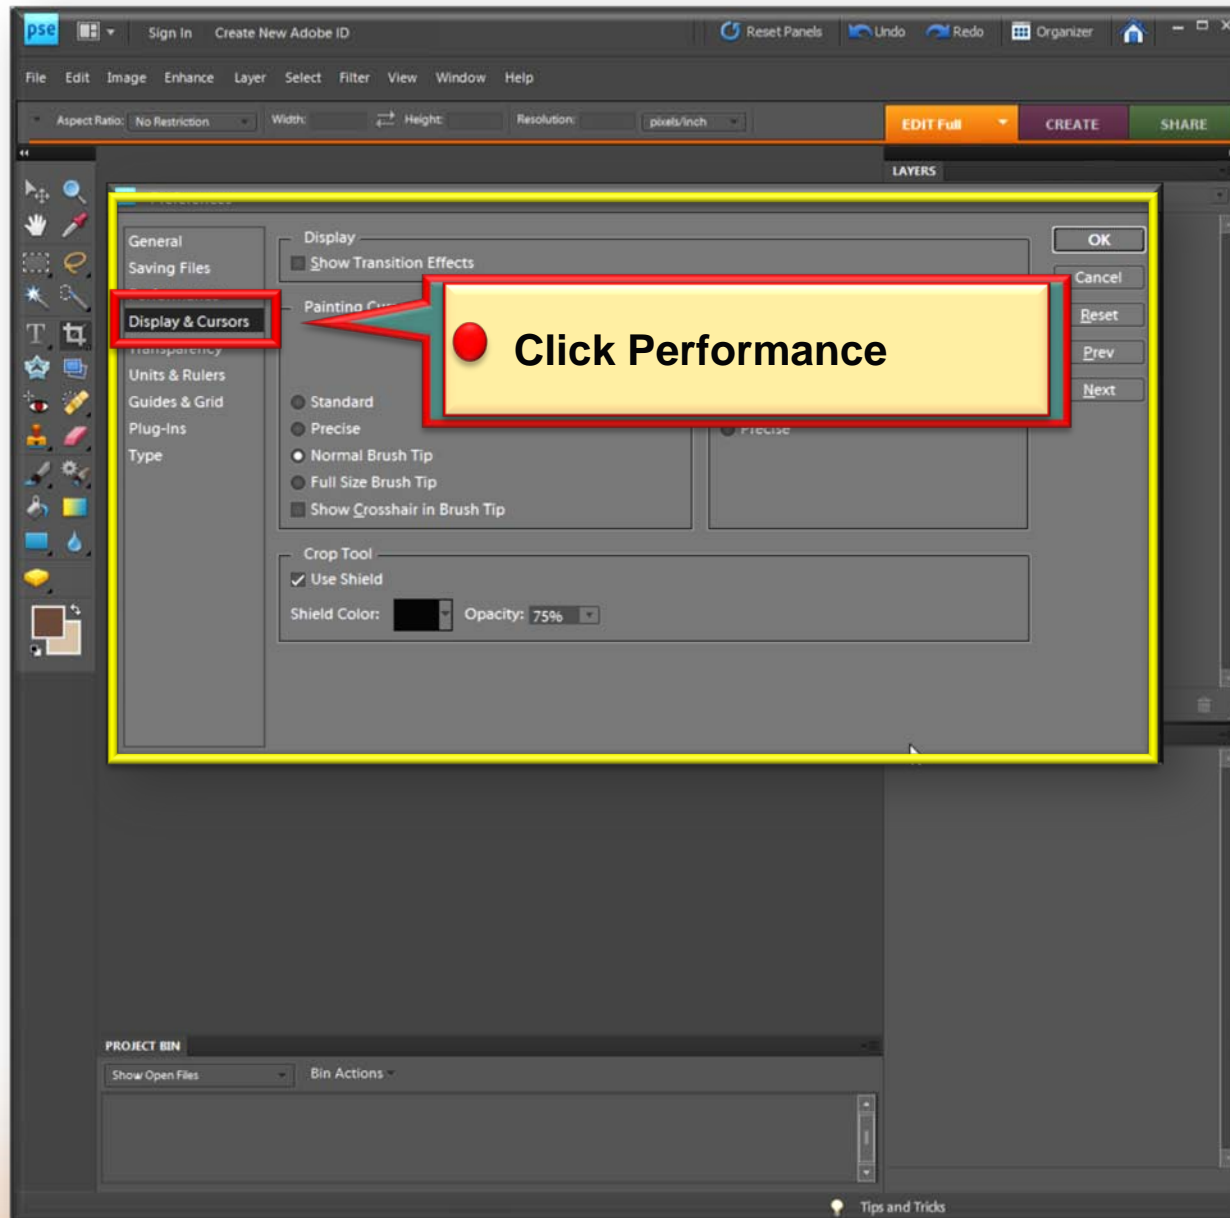 pse Sign In Create New Adobe ID Reset Panels Undo Redo Organizer
File Edit Image Enhance Layer Select Filter View Window Help
Aspect Ratio: No Restriction Width: Height: Resolution: pixels/inch EDIT Full CREATE SHARE
LAYERS
General
Saving Files
Display & Cursors
Transparency
Units & Rulers
Guides & Grid
Plug-Ins
Type
Display
Show Transition Effects
Painting
Click Performance
Standard
Precise
Normal Brush Tip
Full Size Brush Tip
Show Crosshair in Brush Tip
Precise
Crop Tool
Use Shield
Shield Color: Opacity: 75%
OK
Cancel
Reset
Prev
Next
PROJECT BIN
Show Open Files Bin Actions
Tips and Tricks